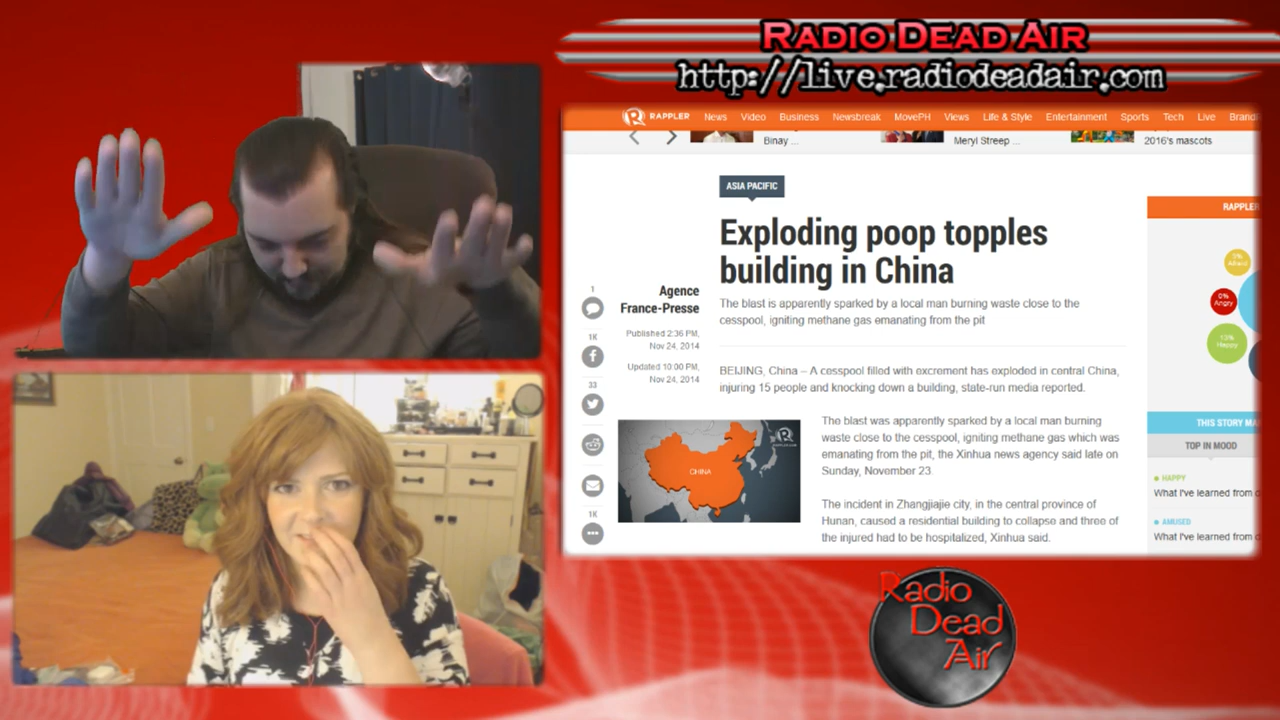 Radio Dead Air
http://live.radiodeadair.com
RAPPLER News Video Business Newsbreak MovePH Views Life & Style Entertainment Sports Tech Live
Binay ... Meryl Streep ... 2016's mascots
ASIA PACIFIC
Exploding poop topples
building in China
The blast is apparently sparked by a local man burning waste close to the
cesspool, igniting methane gas emanating from the pit
Agence
France-Presse
Published 2:36 PM,
Nov 24, 2014
Updated 10:00 PM,
Nov 24, 2014
1
1K
33
1K
BEIJING, China – A cesspool filled with excrement has exploded in central China,
injuring 15 people and knocking down a building, state-run media reported.
CHINA
The blast was apparently sparked by a local man burning
waste close to the cesspool, igniting methane gas which was
emanating from the pit, the Xinhua news agency said late on
Sunday, November 23.
The incident in Zhangjiajie city, in the central province of
Hunan, caused a residential building to collapse and three of
the injured had to be hospitalized, Xinhua said.
RAPPLER
0%
Angry
13%
Happy
THIS STORY MA
TOP IN MOOD
HAPPY
What I've learned from
AMUSED
What I've learned from
Radio
Dead
Air